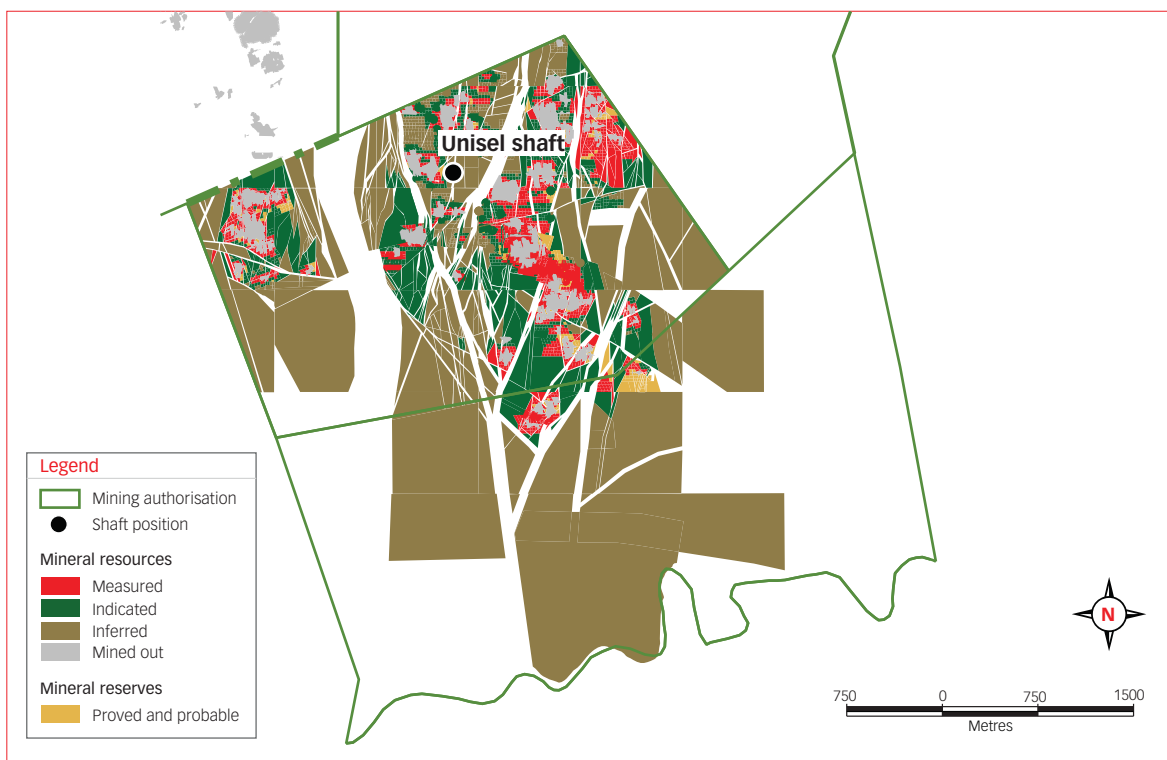 Unisel shaft
Legend
Mining authorisation
Shaft position
Mineral resources
Measured
Indicated
Inferred
Mined out
Mineral reserves
Proved and probable
N
750 0 750 1500
Metres